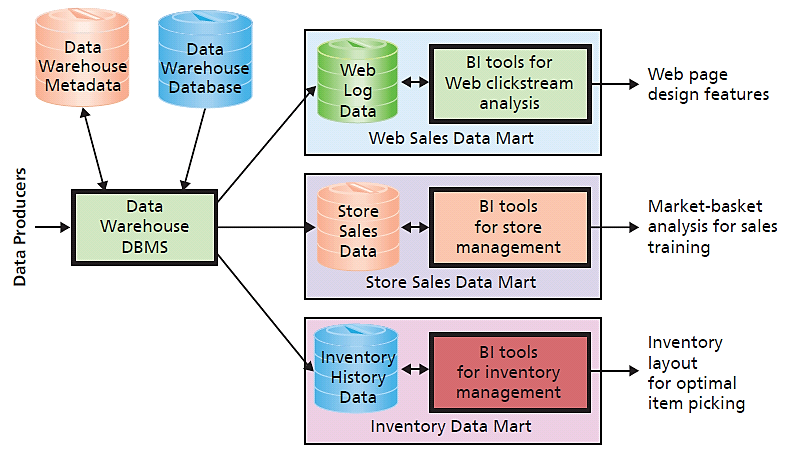 Data
Warehouse
Metadata
Data
Warehouse
Database
Data Producers
Data
Warehouse
DBMS
Web
Log
Data
BI tools for
Web clickstream
analysis
Web Sales Data Mart
Web page
design features
Store
Sales
Data
BI tools
for store
management
Store Sales Data Mart
Market-basket
analysis for sales
training
Inventory
History
Data
BI tools
for inventory
management
Inventory Data Mart
Inventory
layout
for optimal
item picking